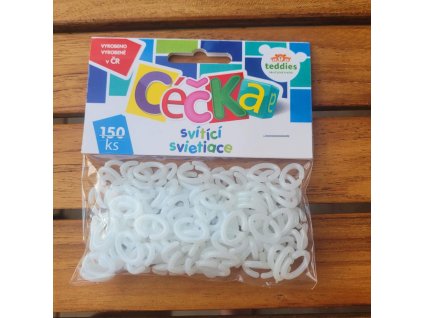 VYROBENO
VYROBENÉ
V ČR
teddies
Céčka
svítící
svietiace
150
ks